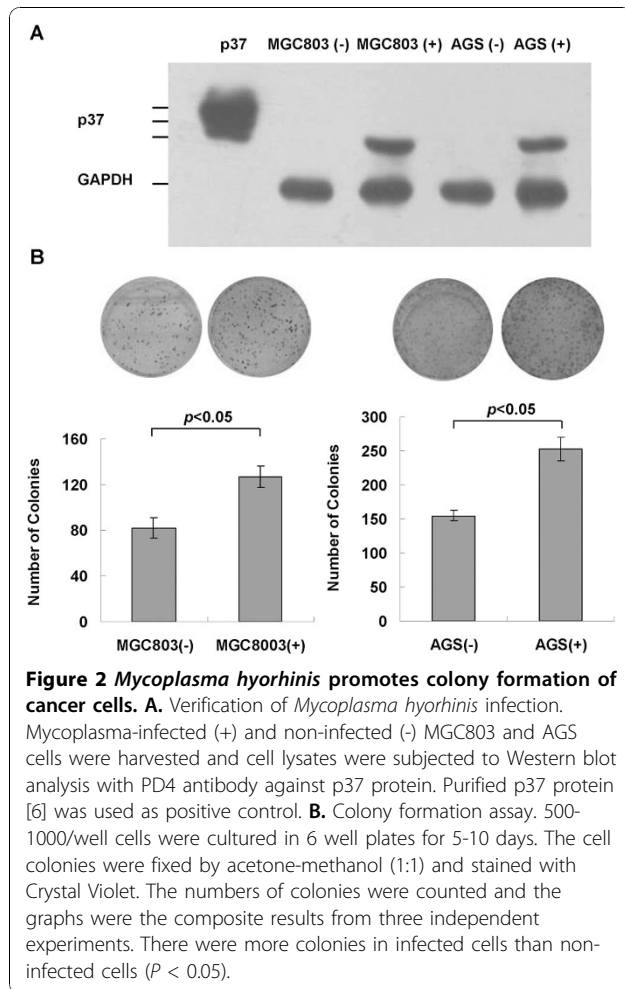 A
p37 MGC803 (-) MGC803 (+) AGS (-) AGS (+)
p37
GAPDH
B
p<0.05
Number of Colonies
160
120
80
40
0
MGC803(-) MGC8003(+)
p<0.05
Number of Colonies
300
250
200
150
100
50
0
AGS(-) AGS(+)
Figure 2 Mycoplasma hyorhinis promotes colony formation of
cancer cells. A. Verification of Mycoplasma hyorhinis infection.
Mycoplasma-infected (+) and non-infected (-) MGC803 and AGS
cells were harvested and cell lysates were subjected to Western blot
analysis with PD4 antibody against p37 protein. Purified p37 protein
[6] was used as positive control. B. Colony formation assay. 500-
1000/well cells were cultured in 6 well plates for 5-10 days. The cell
colonies were fixed by acetone-methanol (1:1) and stained with
Crystal Violet. The numbers of colonies were counted and the
graphs were the composite results from three independent
experiments. There were more colonies in infected cells than non-
infected cells (P < 0.05).